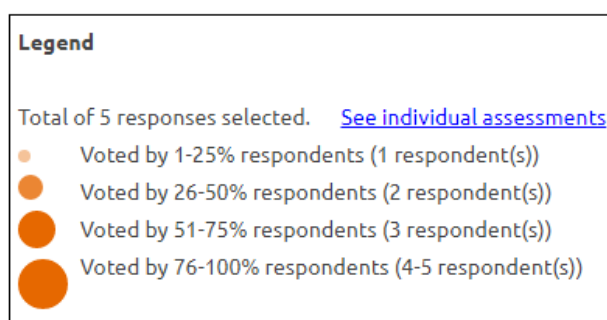 Legend
Total of 5 responses selected. See individual assessments
Voted by 1-25% respondents (1 respondent(s))
Voted by 26-50% respondents (2 respondent(s))
Voted by 51-75% respondents (3 respondent(s))
Voted by 76-100% respondents (4-5 respondent(s))